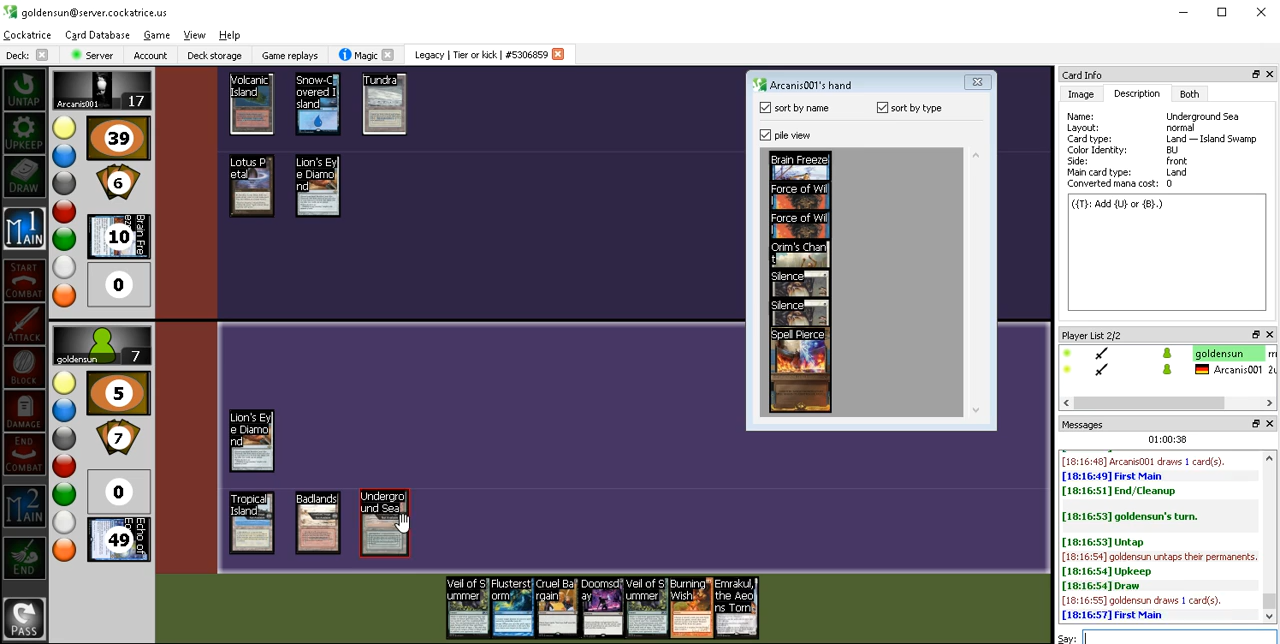 goldensun@server.cockatrice.us
Cockatrice Card Database Game View Help
Deck: Server Account Deck storage Game replays Magic Legacy | Tier or kick | #5306859
UNTAP
UPKEEP
DRAW
M1 MAIN
START COMBAT
ATTACK
BLOCK
DAMAGE
END COMBAT
M2 MAIN
END
PASS
Arcanis001 17
39
6
10
0
Volcanic Island
Snow-Covered Island
Tundra
Lotus Petal
Lion's Eye Diamond
Arcanis001's hand
sort by name sort by type
pile view
Brain Freeze
Force of Wil
Force of Wil
Orim's Chant
Silence
Silence
Spell Pierce
goldensun 7
5
7
0
49
Lion's Eye Diamond
Tropical Island
Badlands
Underground Sea
Veil of Summer
Flusterstorm
Cruel Bargain
Doomsday
Veil of Summer
Burning Wish
Emrakul, the Aeons Torn
Card Info
Image Description Both
Name: Underground Sea
Layout: normal
Card type: Land — Island Swamp
Color Identity: BU
Side: front
Main card type: Land
Converted mana cost: 0
({T}: Add {U} or {B}.)
Player List 2/2
goldensun
Arcanis001
Messages
01:00:38
[18:16:48] Arcanis001 draws 1 card(s).
[18:16:49] First Main
[18:16:51] End/Cleanup
[18:16:53] goldensun's turn.
[18:16:53] Untap
[18:16:54] goldensun untaps their permanents.
[18:16:54] Upkeep
[18:16:54] Draw
[18:16:55] goldensun draws 1 card(s).
[18:16:57] First Main
Say: